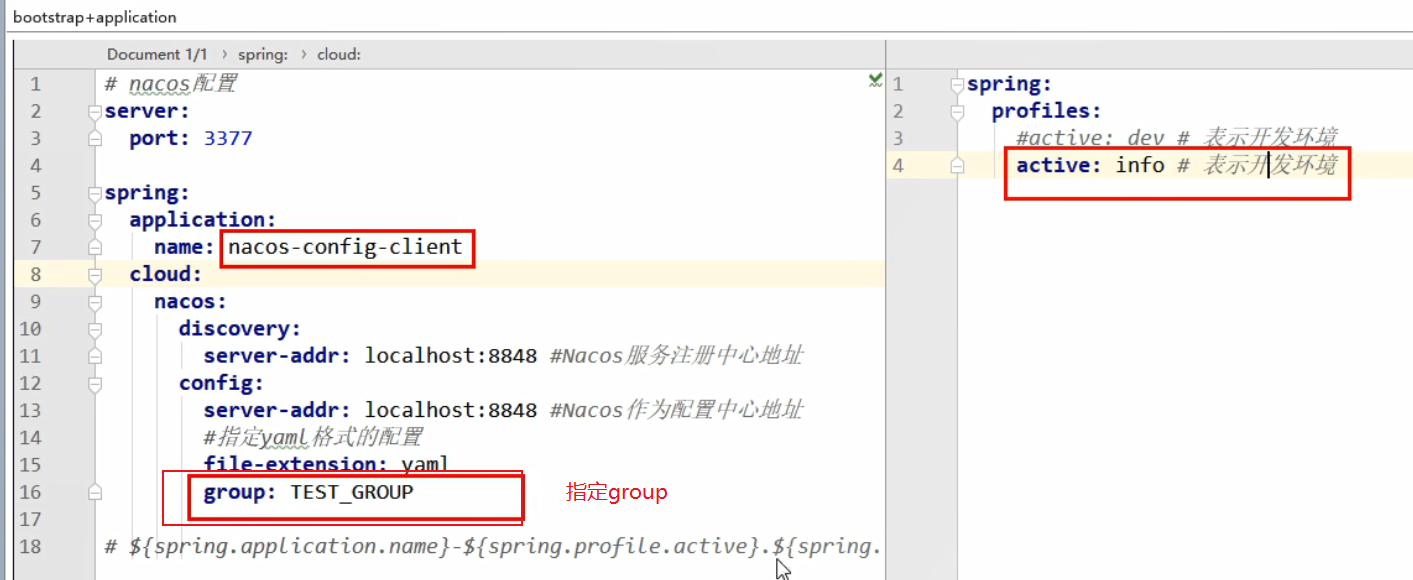 bootstrap+application
Document 1/1 › spring: › cloud:
1 # nacos配置
2 server:
3 port: 3377
4
5 spring:
6 application:
7 name: nacos-config-client
8 cloud:
9 nacos:
10 discovery:
11 server-addr: localhost:8848 #Nacos服务注册中心地址
12 config:
13 server-addr: localhost:8848 #Nacos作为配置中心地址
14 #指定yaml格式的配置
15 file-extension: yaml
16 group: TEST_GROUP
指定group
17
18 # ${spring.application.name}-${spring.profile.active}.${spring.
1 spring:
2 profiles:
3 #active: dev # 表示开发环境
4 active: info # 表示开发环境